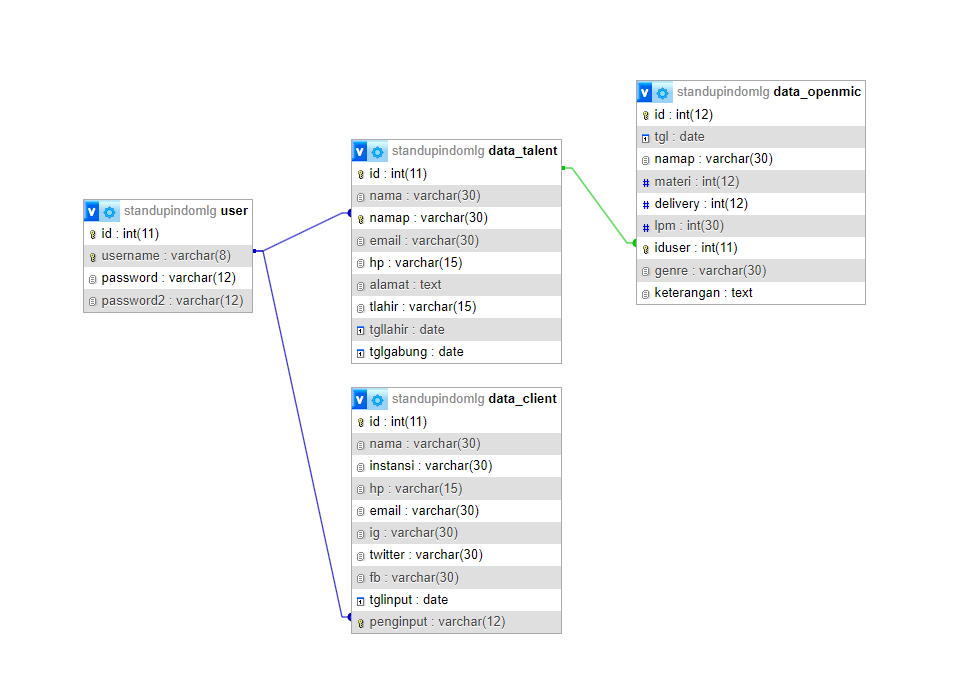 standupindomlg user
id : int(11)
username : varchar(8)
password : varchar(12)
password2 : varchar(12)
standupindomlg data_talent
id : int(11)
nama : varchar(30)
namap : varchar(30)
email : varchar(30)
hp : varchar(15)
alamat : text
tlahir : varchar(15)
tgllahir : date
tglgabung : date
standupindomlg data_client
id : int(11)
nama : varchar(30)
instansi : varchar(30)
hp : varchar(15)
email : varchar(30)
ig : varchar(30)
twitter : varchar(30)
fb : varchar(30)
tglinput : date
penginput : varchar(12)
standupindomlg data_openmic
id : int(12)
tgl : date
namap : varchar(30)
# materi : int(12)
# delivery : int(12)
# lpm : int(30)
iduser : int(11)
genre : varchar(30)
keterangan : text